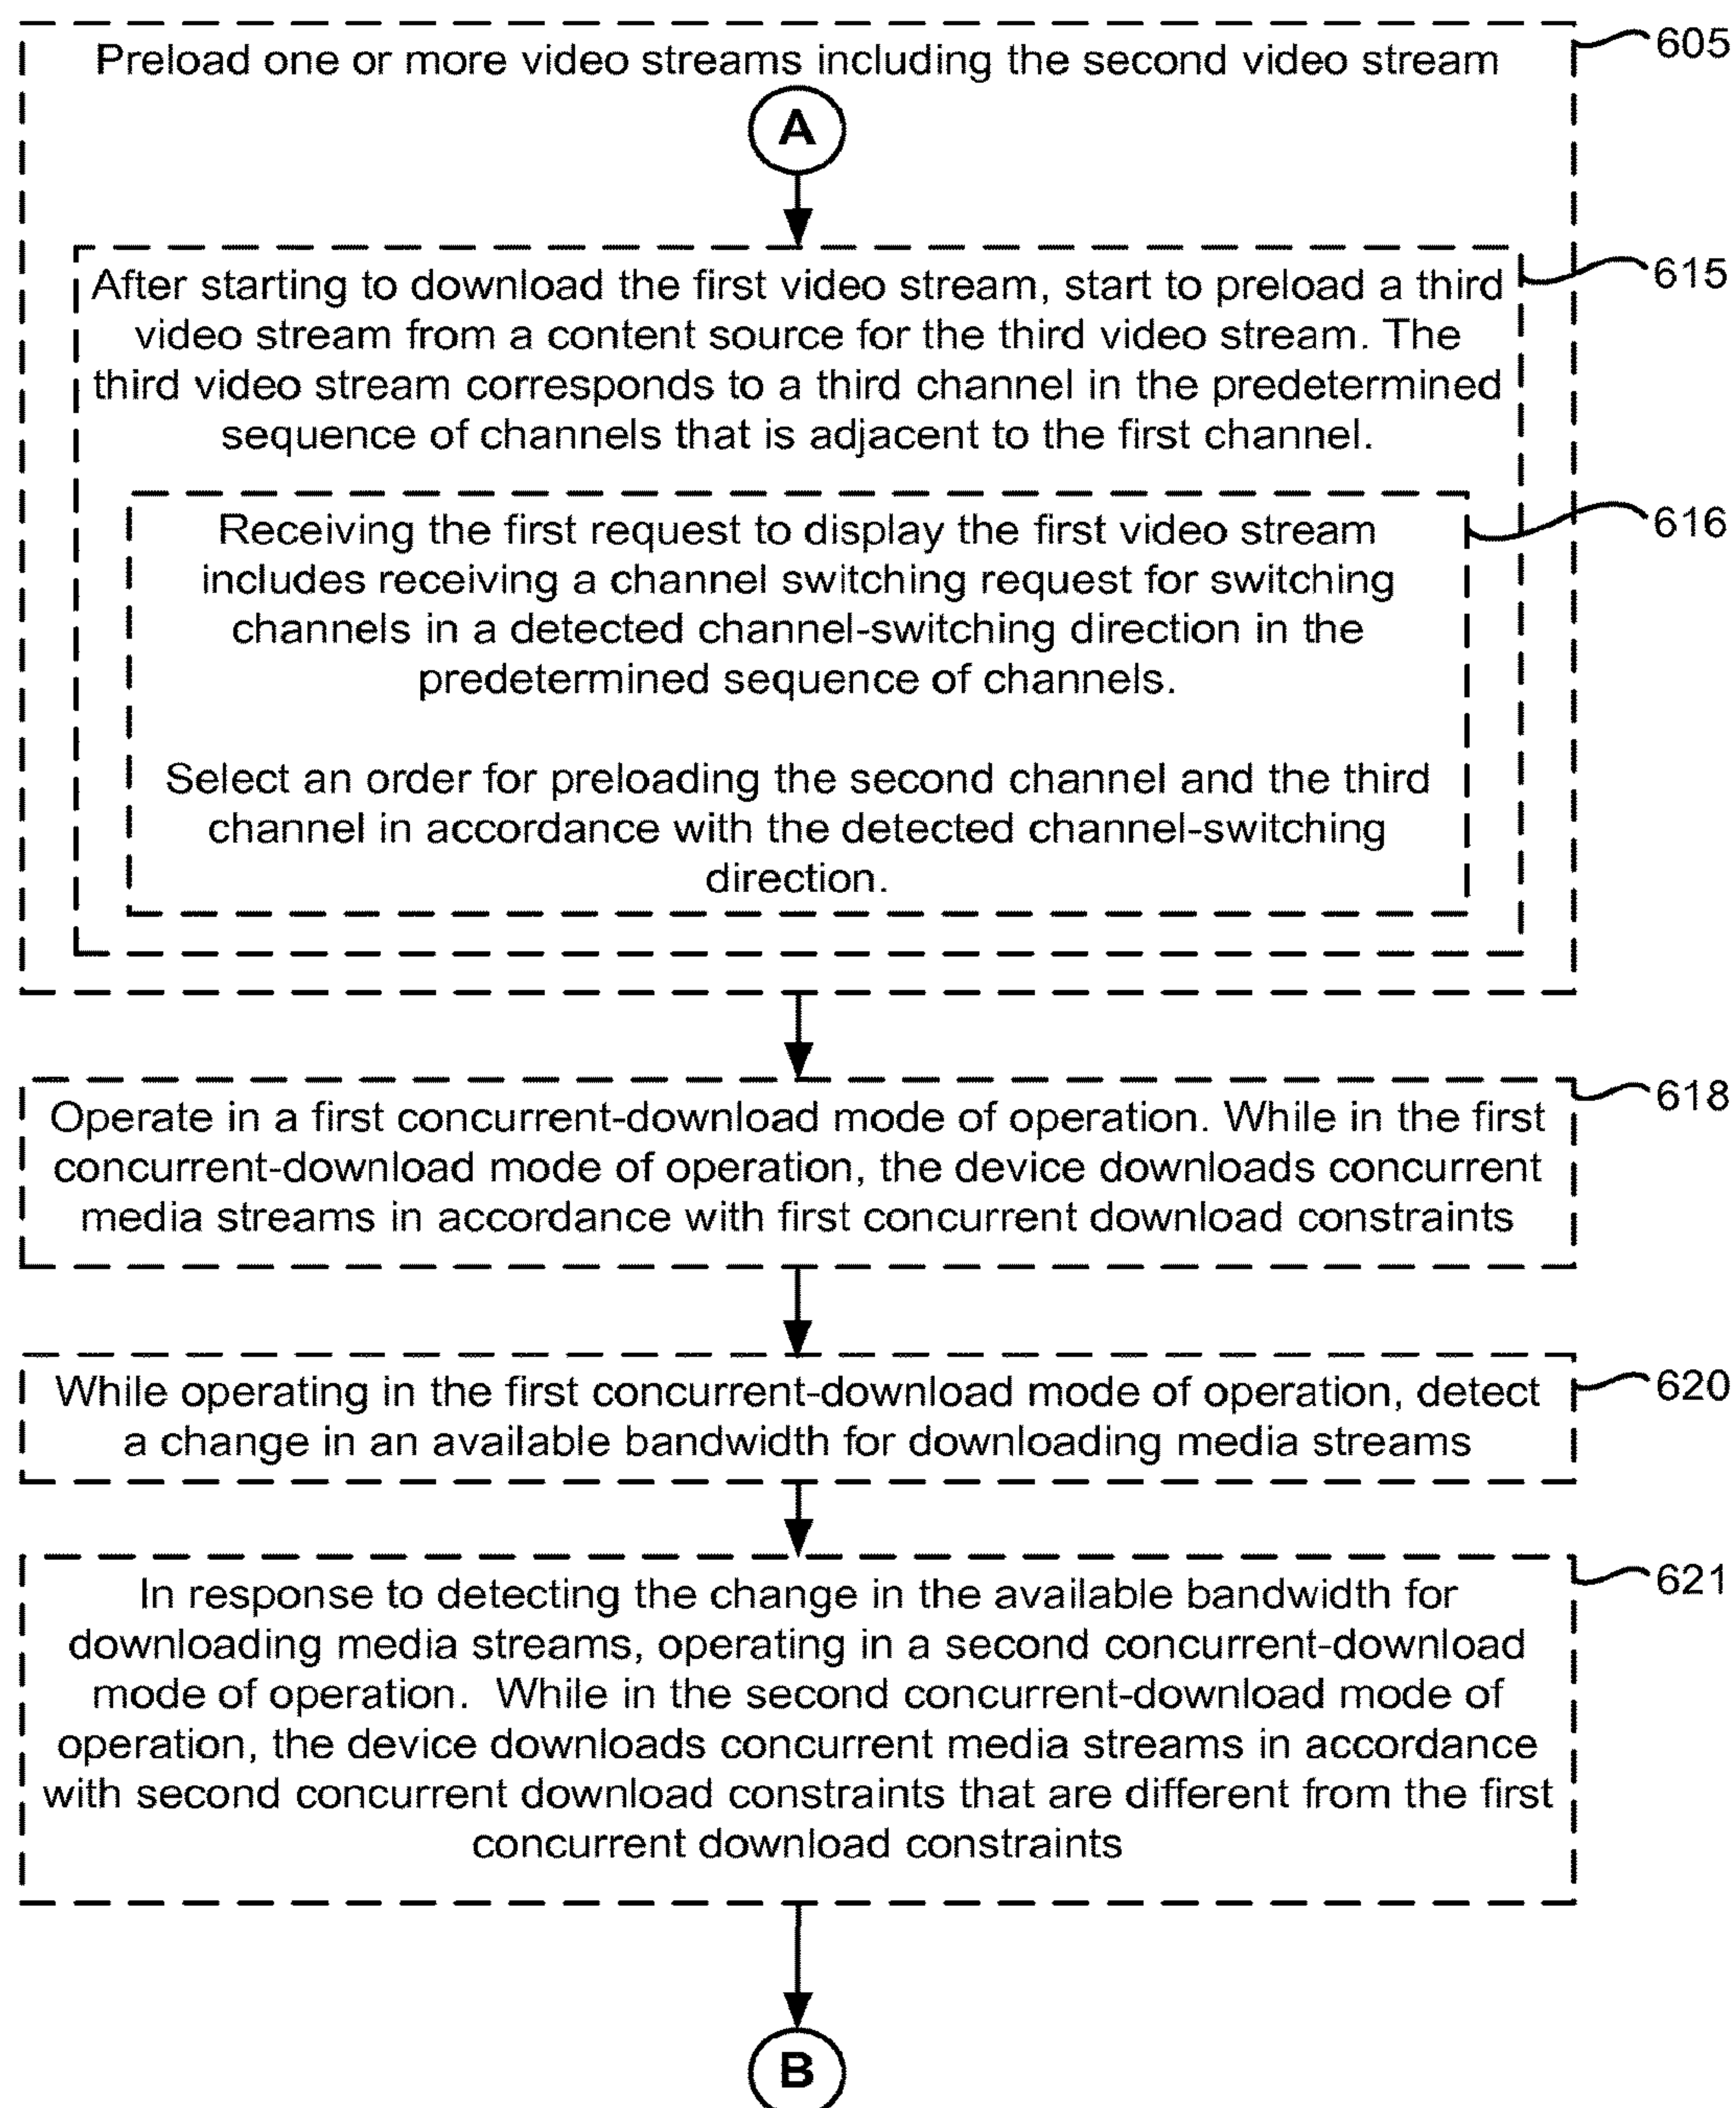 Preload one or more video streams including the second video stream
605
A
After starting to download the first video stream, start to preload a third
video stream from a content source for the third video stream. The
third video stream corresponds to a third channel in the predetermined
sequence of channels that is adjacent to the first channel.
615
Receiving the first request to display the first video stream
includes receiving a channel switching request for switching
channels in a detected channel-switching direction in the
predetermined sequence of channels.
616
Select an order for preloading the second channel and the third
channel in accordance with the detected channel-switching
direction.
Operate in a first concurrent-download mode of operation. While in the first
concurrent-download mode of operation, the device downloads concurrent
media streams in accordance with first concurrent download constraints
618
While operating in the first concurrent-download mode of operation, detect
a change in an available bandwidth for downloading media streams
620
In response to detecting the change in the available bandwidth for
downloading media streams, operating in a second concurrent-download
mode of operation.  While in the second concurrent-download mode of
operation, the device downloads concurrent media streams in accordance
with second concurrent download constraints that are different from the first
concurrent download constraints
621
B